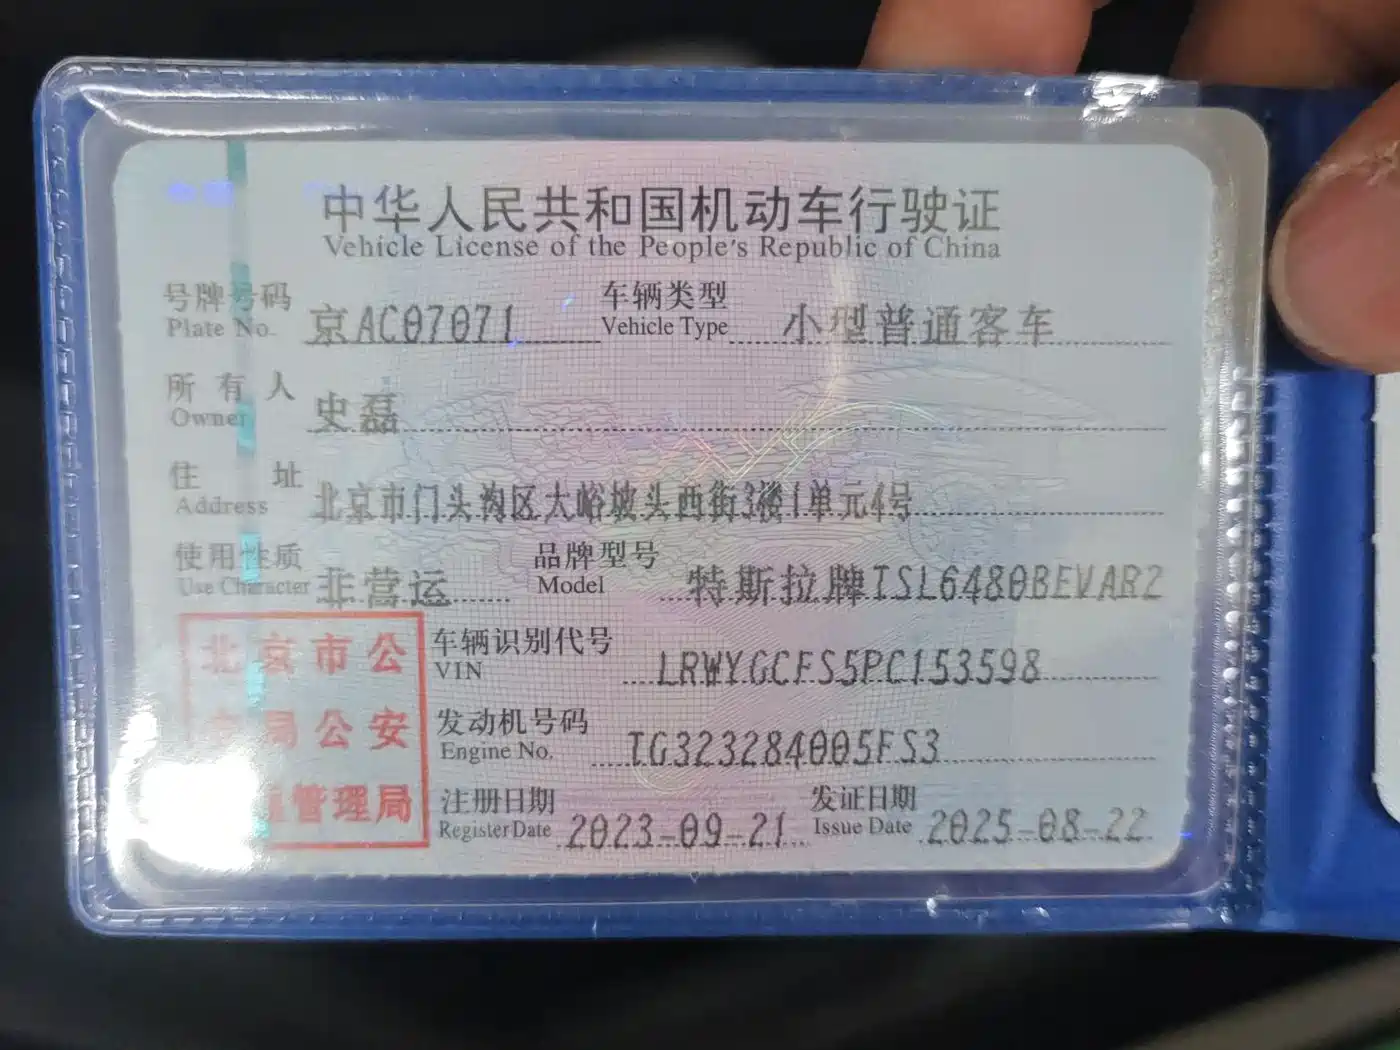 中华人民共和国机动车行驶证
Vehicle License of the People's Republic of China
号牌号码 京AC07071 车辆类型 小型普通客车
Plate No. Vehicle Type
所有人 史磊
Owner
住址 北京市门头沟区大峪坡头西街3楼1单元4号
Address
使用性质 非营运 品牌型号 特斯拉牌TSL6480BEVAR2
Use Character Model
北京市公 车辆识别代号 LRWYGCFS5PC153598
VIN
局公安 发动机号码 TG323284005FS3
Engine No.
管理局 注册日期 2023-09-21 发证日期 2025-08-22
Register Date Issue Date